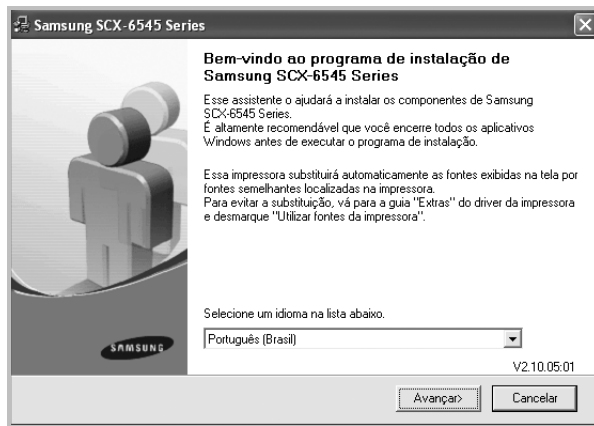 Samsung SCX-6545 Series
Bem-vindo ao programa de instalação de
Samsung SCX-6545 Series
Esse assistente o ajudará a instalar os componentes de Samsung
SCX-6545 Series.
É altamente recomendável que você encerre todos os aplicativos
Windows antes de executar o programa de instalação.
Essa impressora substituirá automaticamente as fontes exibidas na tela por
fontes semelhantes localizadas na impressora.
Para evitar a substituição, vá para a guia "Extras" do driver da impressora
e desmarque "Utilizar fontes da impressora".
Selecione um idioma na lista abaixo.
Português (Brasil)
SAMSUNG
V2.10.05:01
Avançar>
Cancelar